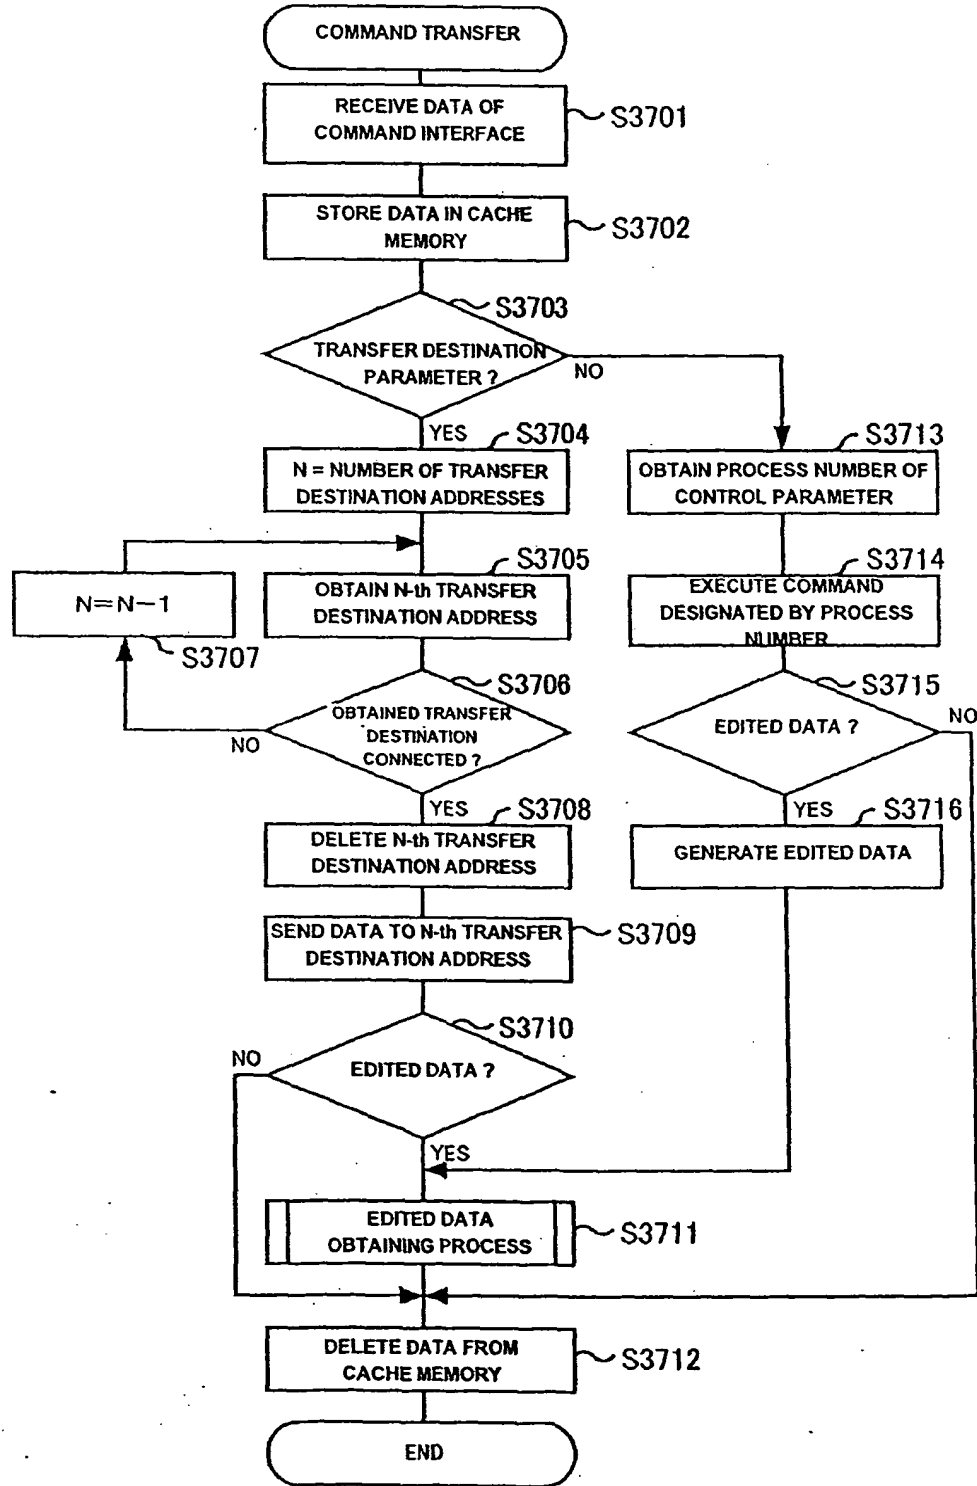 COMMAND TRANSFER
RECEIVE DATA OF
COMMAND INTERFACE
S3701
STORE DATA IN CACHE
MEMORY
S3702
S3703
TRANSFER DESTINATION
PARAMETER ?
NO
YES
S3704
N = NUMBER OF TRANSFER
DESTINATION ADDRESSES
S3713
OBTAIN PROCESS NUMBER OF
CONTROL PARAMETER
S3705
OBTAIN N-th TRANSFER
DESTINATION ADDRESS
N=N-1
S3707
S3714
EXECUTE COMMAND
DESIGNATED BY PROCESS
NUMBER
S3706
OBTAINED TRANSFER
DESTINATION
CONNECTED ?
NO
YES
S3715
EDITED DATA ?
NO
YES
S3708
DELETE N-th TRANSFER
DESTINATION ADDRESS
S3716
GENERATE EDITED DATA
SEND DATA TO N-th TRANSFER
DESTINATION ADDRESS
S3709
S3710
EDITED DATA ?
NO
YES
EDITED DATA
OBTAINING PROCESS
S3711
DELETE DATA FROM
CACHE MEMORY
S3712
END